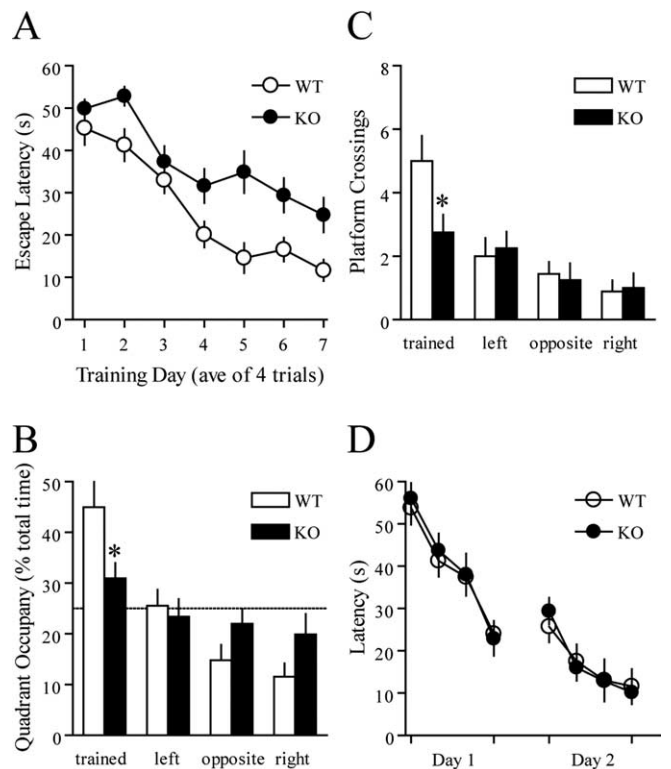 A
Escape Latency (s)
60
50
40
30
20
10
0
WT
KO
1 2 3 4 5 6 7
Training Day (ave of 4 trials)
C
Platform Crossings
8
6
4
2
0
WT
KO
*
trained left opposite right
B
Quadrant Occupany (% total time)
50
40
30
20
10
0
WT
KO
*
trained left opposite right
D
Latency (s)
60
50
40
30
20
10
0
WT
KO
Day 1 Day 2